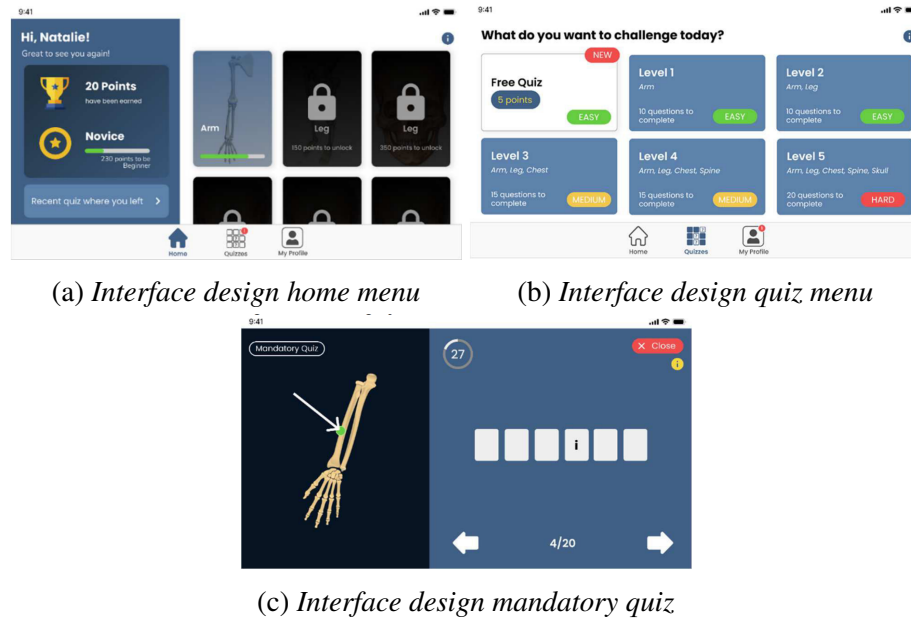 9:41
Hi, Natalie!
Great to see you again!
20 Points
have been earned
Novice
230 points to be
Beginner
Recent quiz where you left >
Arm
Leg
150 points to unlock
Leg
350 points to unlock
Home
Quizzes
My Profile
(a) Interface design home menu
9:41
What do you want to challenge today?
NEW
Free Quiz
5 points
EASY
Level 1
Arm
10 questions to
complete
EASY
Level 2
Arm, Leg
10 questions to
complete
EASY
Level 3
Arm, Leg, Chest
15 questions to
complete
MEDIUM
Level 4
Arm, Leg, Chest, Spine
15 questions to
complete
MEDIUM
Level 5
Arm, Leg, Chest, Spine, Skull
20 questions to
complete
HARD
Home
Quizzes
My Profile
(b) Interface design quiz menu
9:41
Mandatory Quiz
27
X Close
i
i
4/20
(c) Interface design mandatory quiz